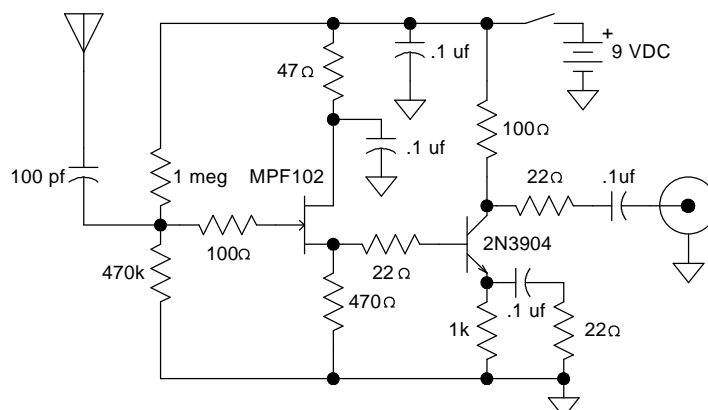 .1 uf
+
9 VDC
47Ω
100Ω
.1 uf
100 pf
1 meg
MPF102
22Ω
.1uf
100Ω
2N3904
470k
22Ω
470Ω
.1 uf
1k
22Ω